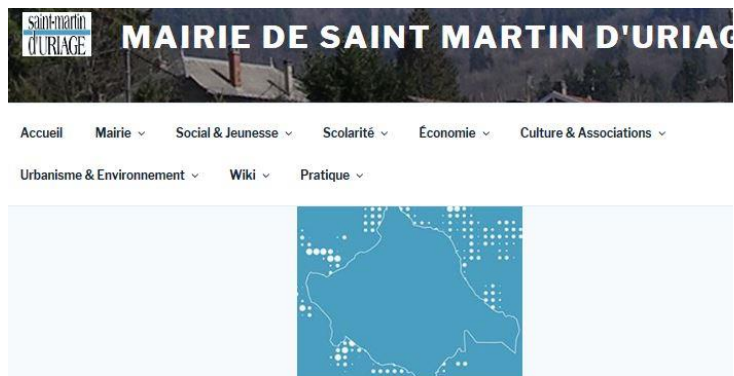 saint-martin
d'URIAGE
MAIRIE DE SAINT MARTIN D'URIAG
Accueil Mairie Social & Jeunesse Scolarité Économie Culture & Associations
Urbanisme & Environnement Wiki Pratique